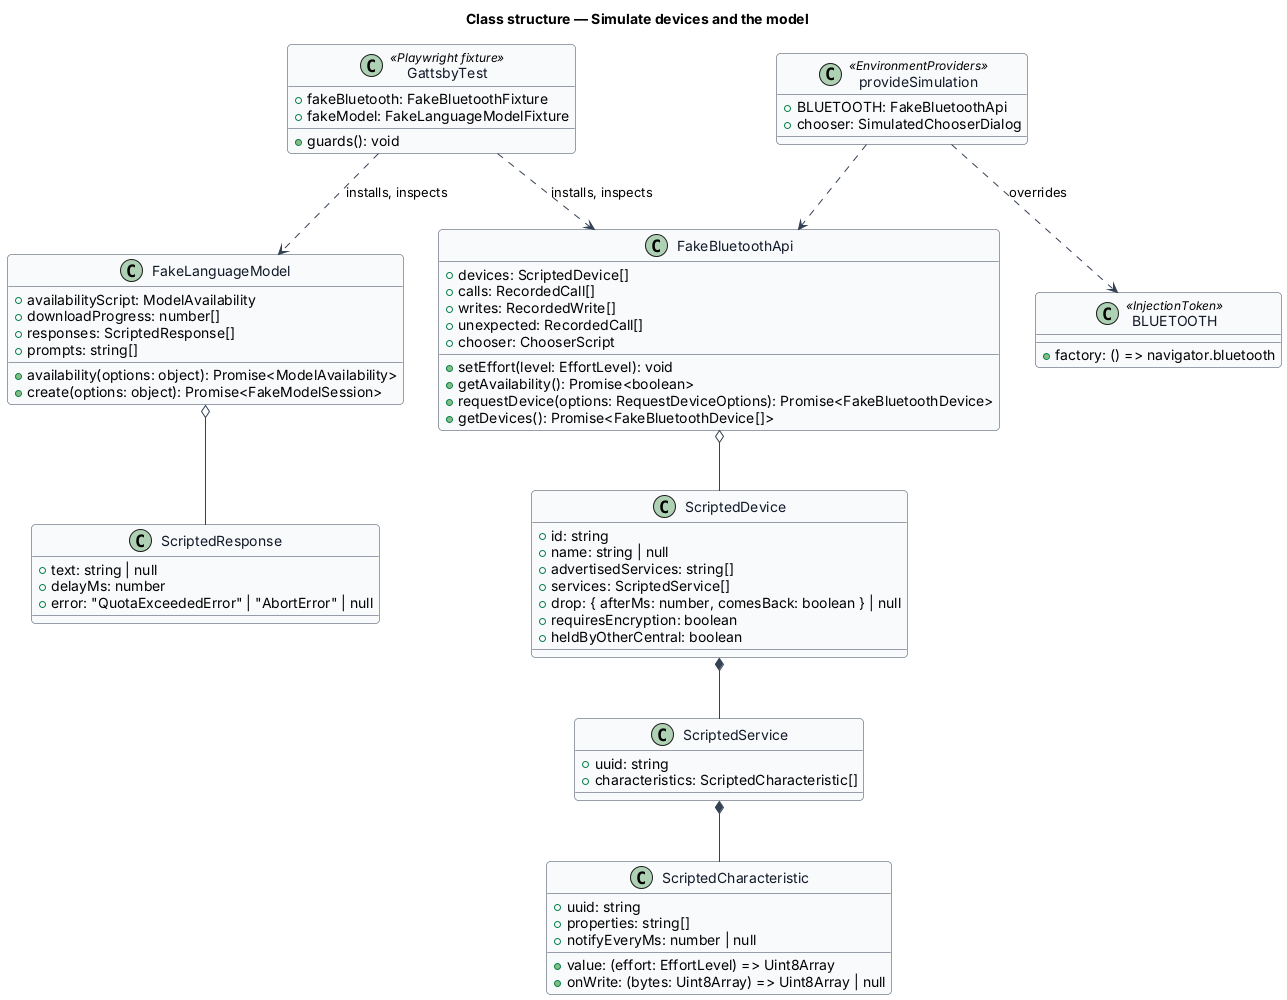 Class structure — Simulate devices and the model
C
«Playwright fixture»
GattsbyTest
fakeBluetooth: FakeBluetoothFixture
fakeModel: FakeLanguageModelFixture
guards(): void
C
«EnvironmentProviders»
provideSimulation
BLUETOOTH: FakeBluetoothApi
chooser: SimulatedChooserDialog
installs, inspects
installs, inspects
overrides
C
FakeLanguageModel
availabilityScript: ModelAvailability
downloadProgress: number[]
responses: ScriptedResponse[]
prompts: string[]
availability(options: object): Promise<ModelAvailability>
create(options: object): Promise<FakeModelSession>
C
FakeBluetoothApi
devices: ScriptedDevice[]
calls: RecordedCall[]
writes: RecordedWrite[]
unexpected: RecordedCall[]
chooser: ChooserScript
setEffort(level: EffortLevel): void
getAvailability(): Promise<boolean>
requestDevice(options: RequestDeviceOptions): Promise<FakeBluetoothDevice>
getDevices(): Promise<FakeBluetoothDevice[]>
C
«InjectionToken»
BLUETOOTH
factory: () => navigator.bluetooth
C
ScriptedResponse
text: string | null
delayMs: number
error: "QuotaExceededError" | "AbortError" | null
C
ScriptedDevice
id: string
name: string | null
advertisedServices: string[]
services: ScriptedService[]
drop: { afterMs: number, comesBack: boolean } | null
requiresEncryption: boolean
heldByOtherCentral: boolean
C
ScriptedService
uuid: string
characteristics: ScriptedCharacteristic[]
C
ScriptedCharacteristic
uuid: string
properties: string[]
notifyEveryMs: number | null
value: (effort: EffortLevel) => Uint8Array
onWrite: (bytes: Uint8Array) => Uint8Array | null